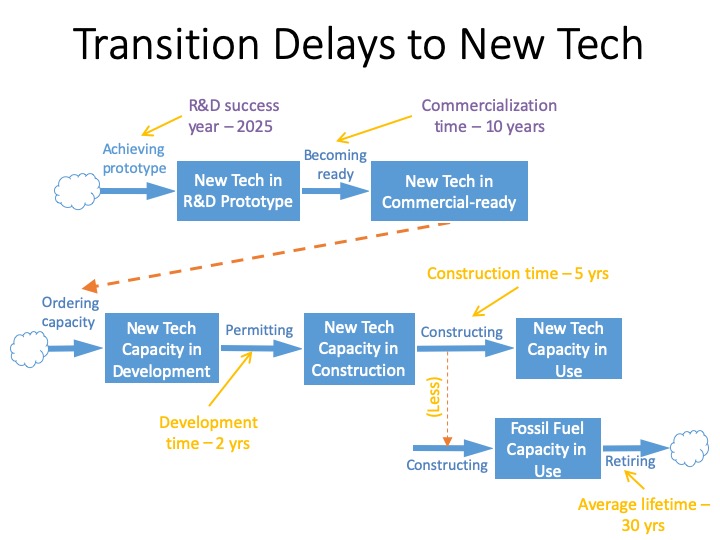 Transition Delays to New Tech
R&D success
year – 2025
Commercialization
time – 10 years
Achieving
prototype
Becoming
ready
New Tech in
R&D Prototype
New Tech in
Commercial-ready
Construction time – 5 yrs
Ordering
capacity
New Tech
Capacity in
Development
Permitting
New Tech
Capacity in
Construction
Constructing
New Tech
Capacity in
Use
Development
time – 2 yrs
(Less)
Constructing
Fossil Fuel
Capacity in
Use
Retiring
Average lifetime –
30 yrs